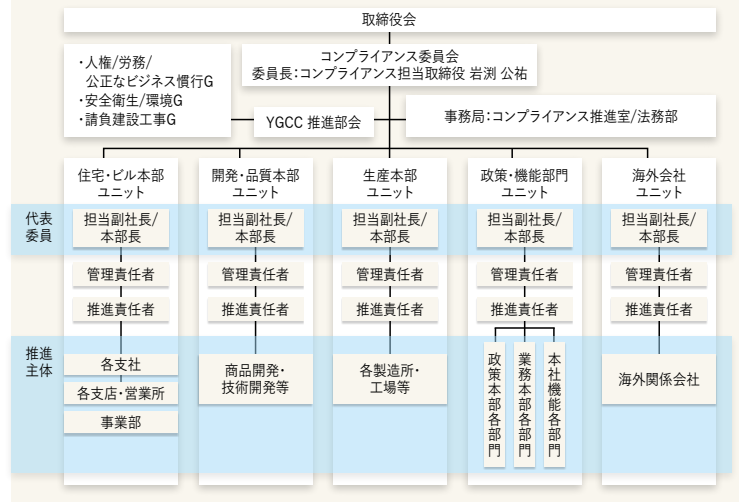 取締役会
・人権/労務/
公正なビジネス慣行G
・安全衛生/環境G
・請負建設工事G
コンプライアンス委員会
委員長：コンプライアンス担当取締役 岩渕 公祐
YGCC 推進部会
事務局：コンプライアンス推進室/法務部
住宅・ビル本部
ユニット
開発・品質本部
ユニット
生産本部
ユニット
政策・機能部門
ユニット
海外会社
ユニット
代表
委員
担当副社長/
本部長
担当副社長/
本部長
担当副社長/
本部長
担当副社長/
本部長
担当副社長/
本部長
管理責任者
管理責任者
管理責任者
管理責任者
管理責任者
推進責任者
推進責任者
推進責任者
推進責任者
推進責任者
推進
主体
各支社
各支店・営業所
事業部
商品開発・
技術開発等
各製造所・
工場等
政策本部各部門
業務本部各部門
本社機能各部門
海外関係会社